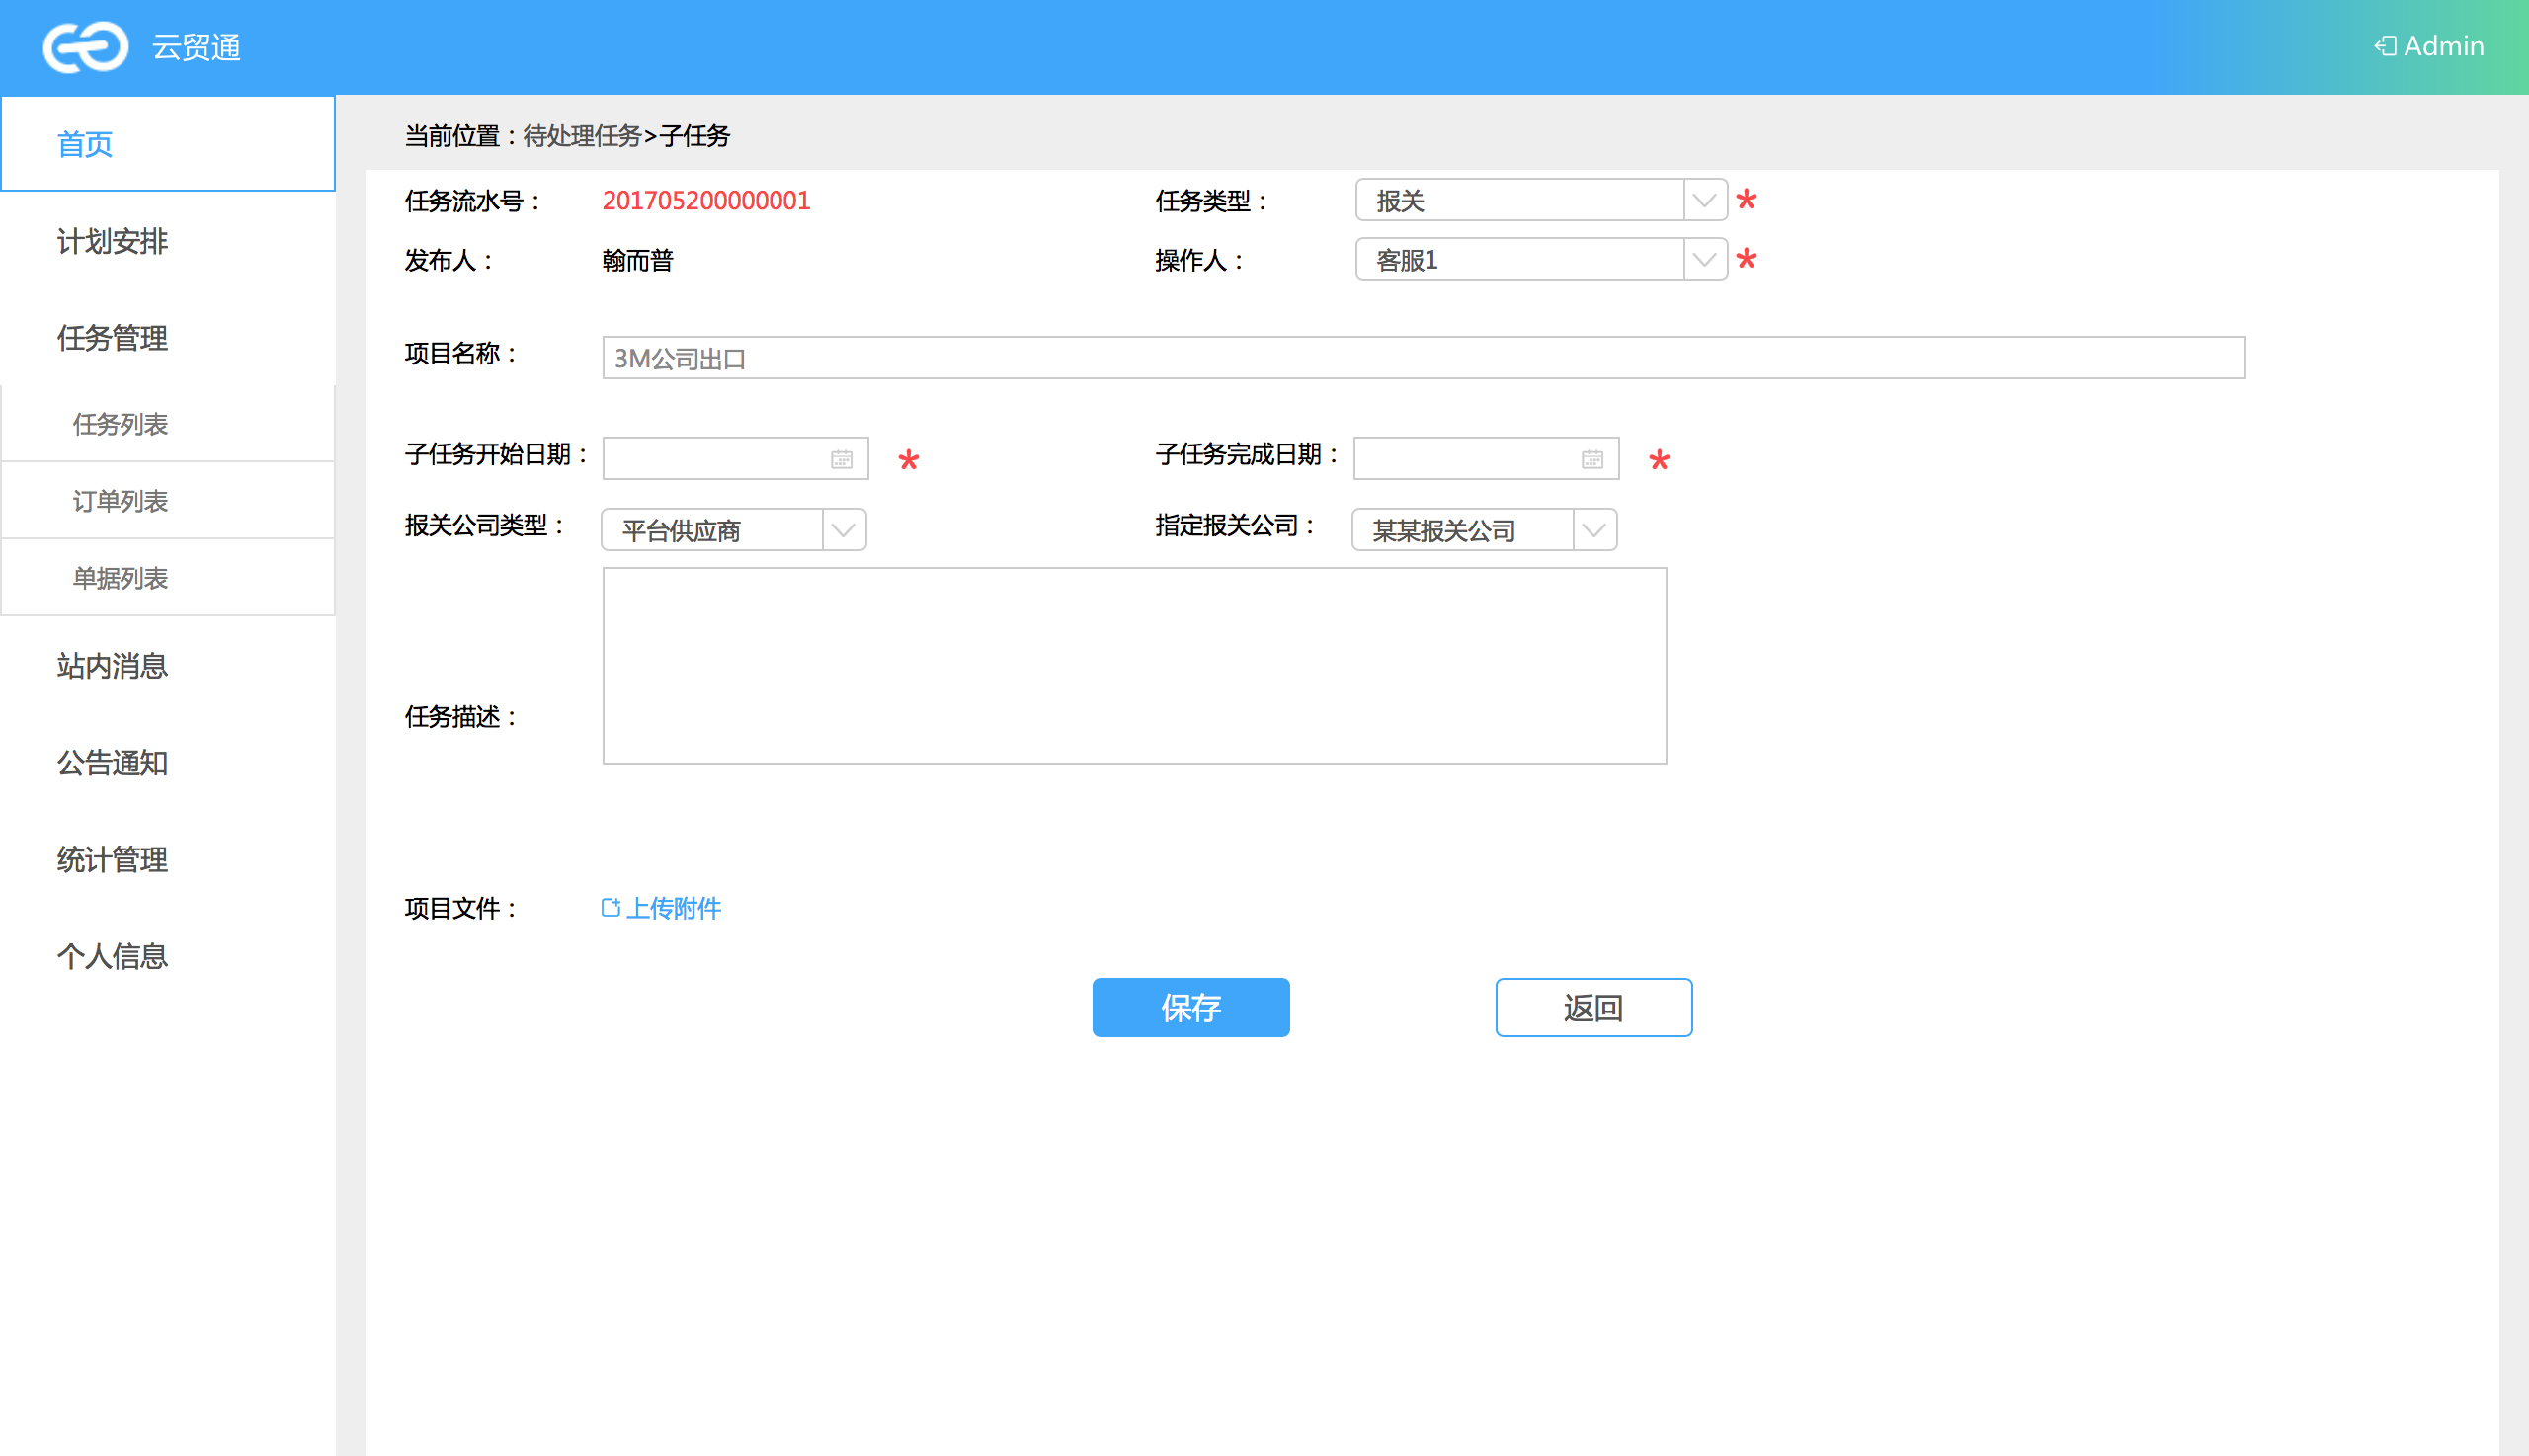 云贸通
Admin
首页
计划安排
任务管理
任务列表
订单列表
单据列表
站内消息
公告通知
统计管理
个人信息
当前位置：待处理任务>子任务
任务流水号： 201705200000001 任务类型： 报关 *
发布人： 翰而普 操作人： 客服1 *
项目名称： 3M公司出口
子任务开始日期： * 子任务完成日期： *
报关公司类型： 平台供应商 指定报关公司： 某某报关公司
任务描述：
项目文件： 上传附件
保存 返回